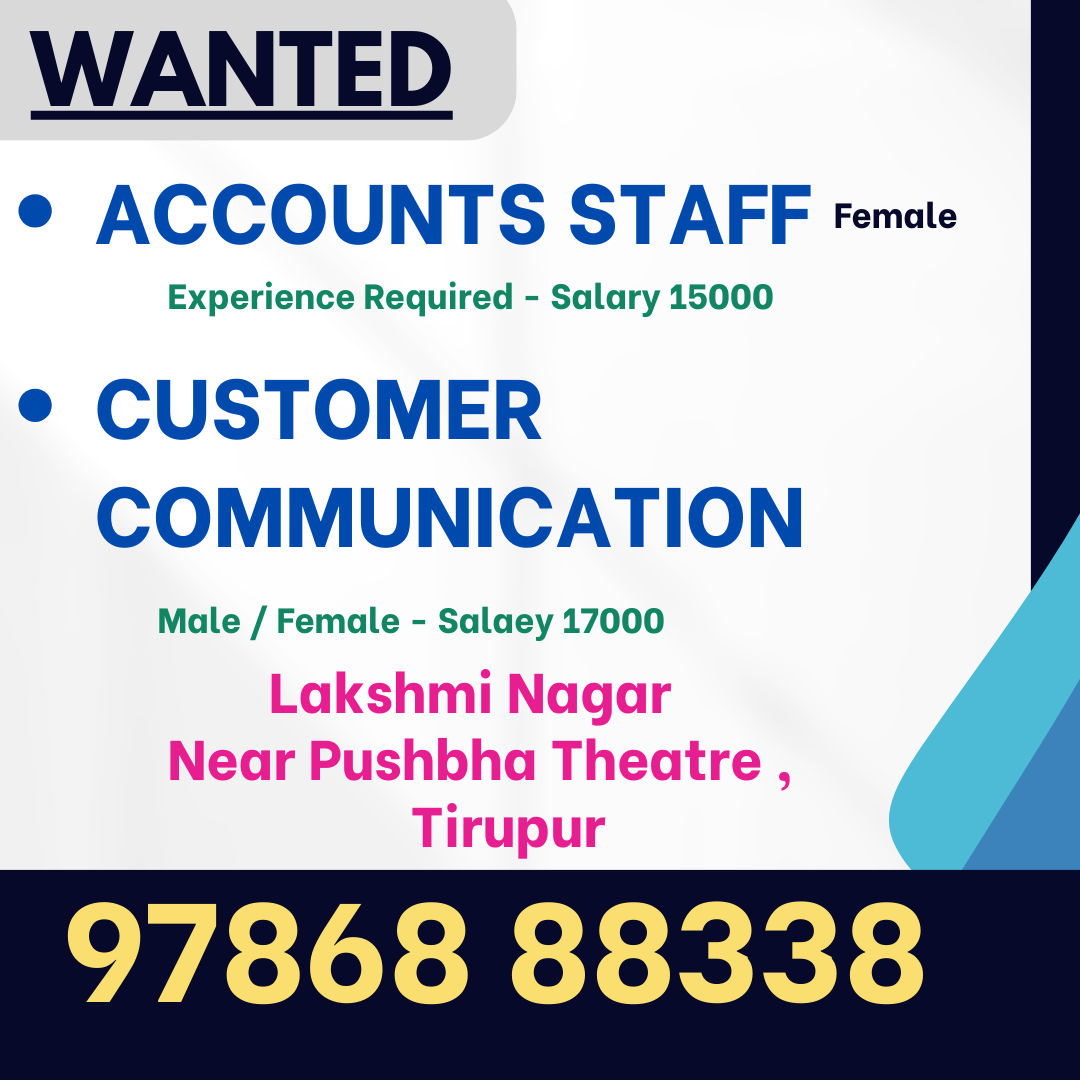 WANTED
• ACCOUNTS STAFF Female
Experience Required - Salary 15000
• CUSTOMER
COMMUNICATION
Male / Female - Salaey 17000
Lakshmi Nagar
Near Pushbha Theatre ,
Tirupur
97868 88338